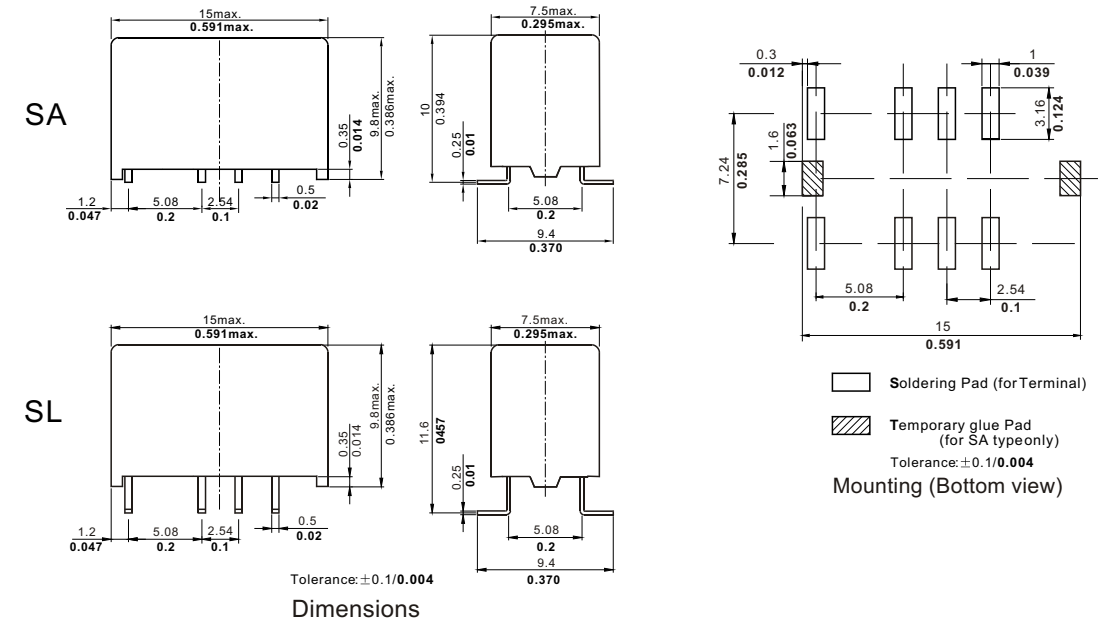 SA
15max.
0.591max.
0.35
0.014
9.8max.
0.386max.
1.2
0.047
5.08
0.2
2.54
0.1
0.5
0.02
7.5max.
0.295max.
10
0.394
0.25
0.01
5.08
0.2
9.4
0.370
SL
15max.
0.591max.
0.35
0.014
9.8max.
0.386max.
1.2
0.047
5.08
0.2
2.54
0.1
0.5
0.02
7.5max.
0.295max.
11.6
0457
0.25
0.01
5.08
0.2
9.4
0.370
Tolerance:±0.1/0.004
Dimensions
0.3
0.012
1
0.039
3.16
0.124
1.6
0.063
7.24
0.285
5.08
0.2
2.54
0.1
15
0.591
Soldering Pad (for Terminal)
Temporary glue Pad
(for SA typeonly)
Tolerance:±0.1/0.004
Mounting (Bottom view)